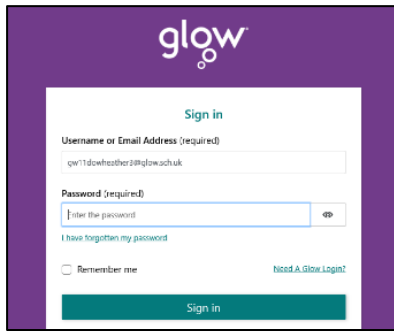 glow
Sign in
Username or Email Address (required)
gw11dowheather3@glow.sch.uk
Password (required)
Enter the password
I have forgotten my password
Remember me
Need A Glow Login?
Sign in